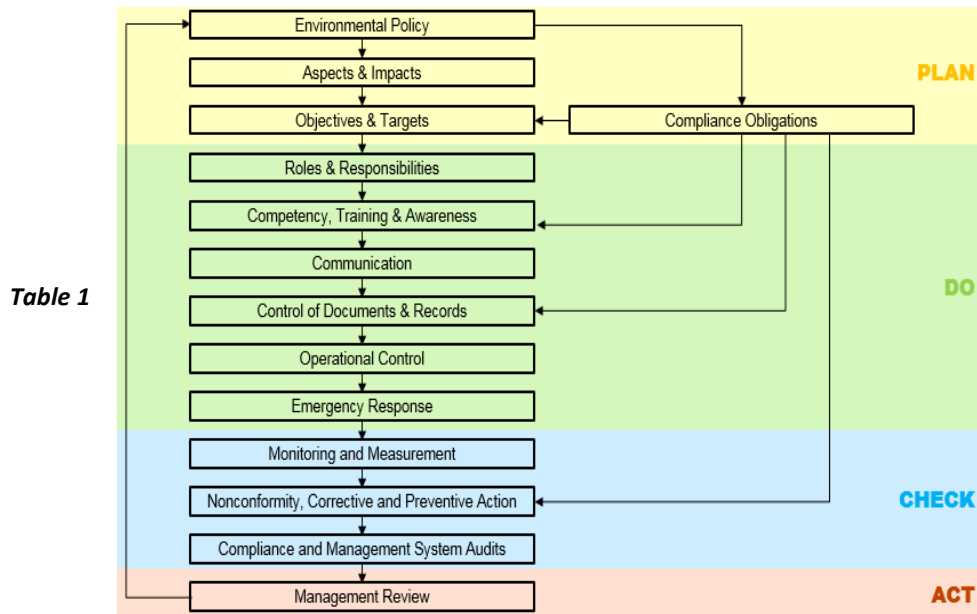 Environmental Policy
Aspects & Impacts
PLAN
Objectives & Targets
Compliance Obligations
Roles & Responsibilities
Competency, Training & Awareness
Communication
Table 1
DO
Control of Documents & Records
Operational Control
Emergency Response
Monitoring and Measurement
Nonconformity, Corrective and Preventive Action
CHECK
Compliance and Management System Audits
Management Review
ACT